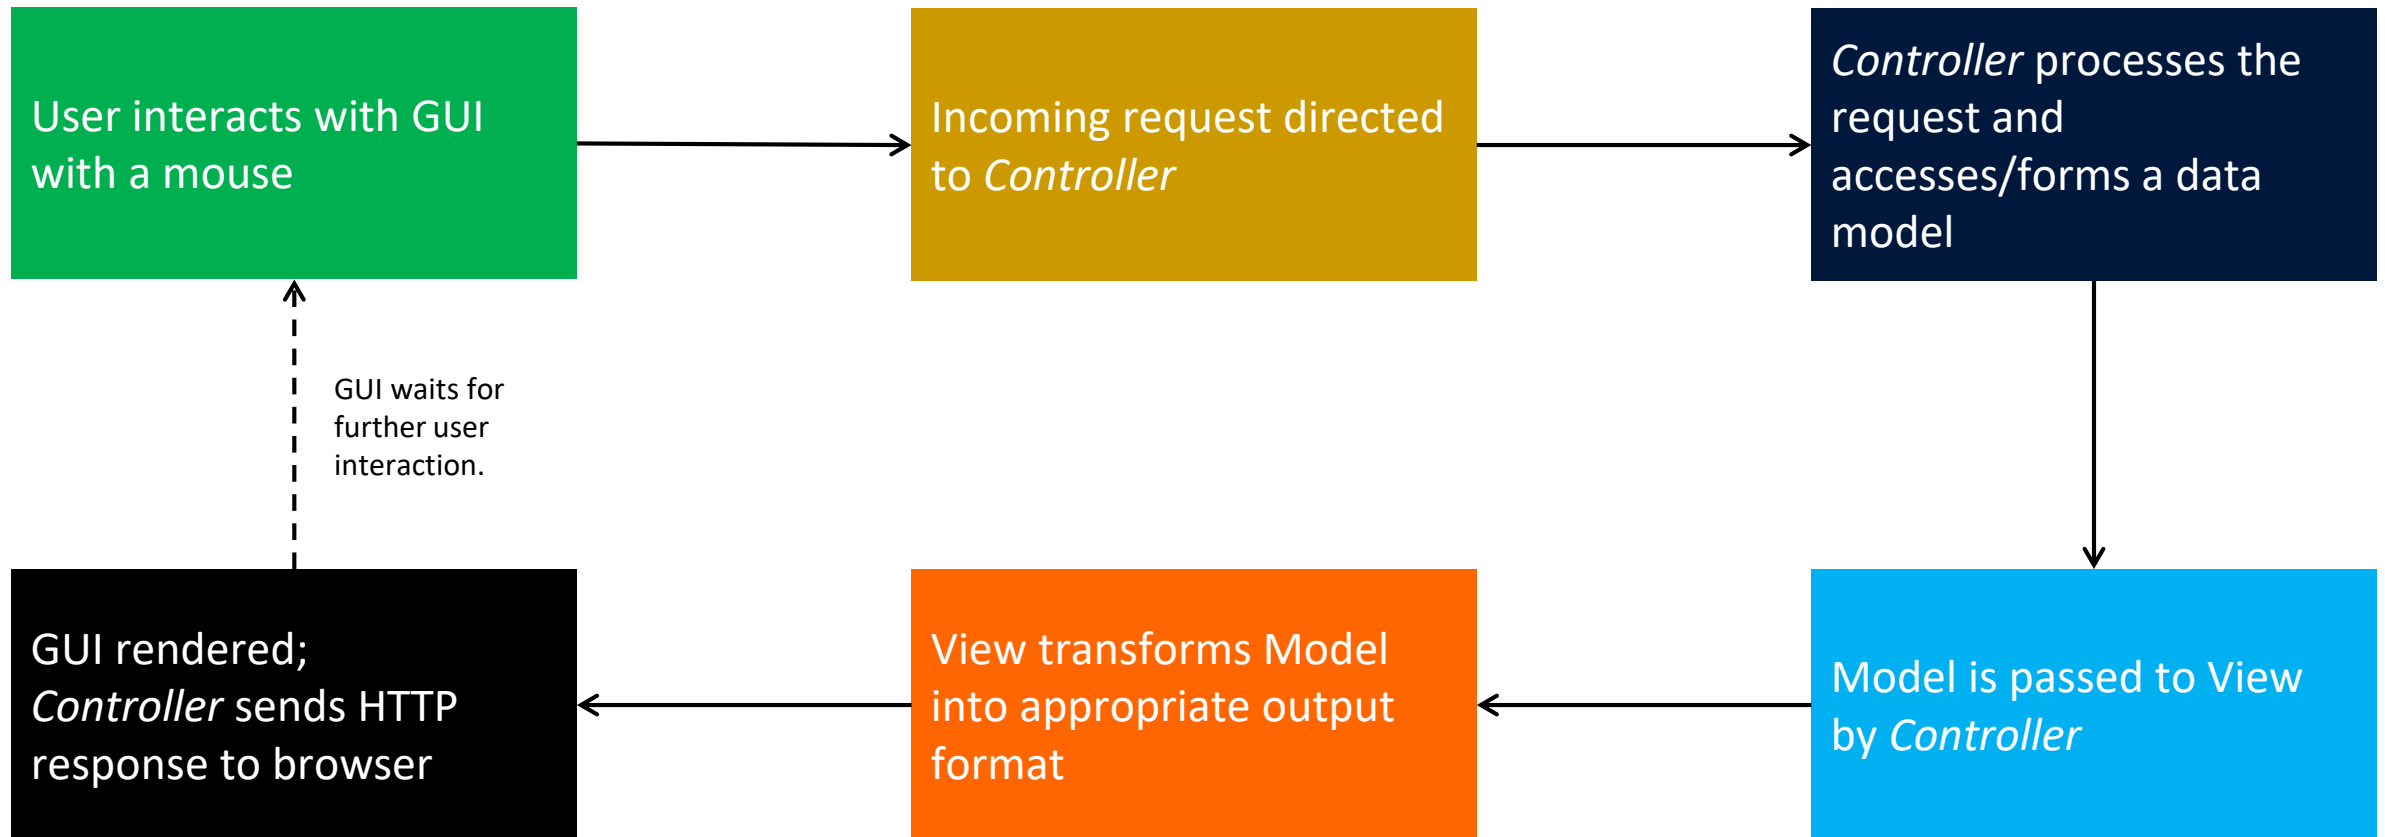 User interacts with GUI
with a mouse
Incoming request directed
to Controller
Controller processes the
request and
accesses/forms a data
model
GUI waits for
further user
interaction.
GUI rendered;
Controller sends HTTP
response to browser
View transforms Model
into appropriate output
format
Model is passed to View
by Controller